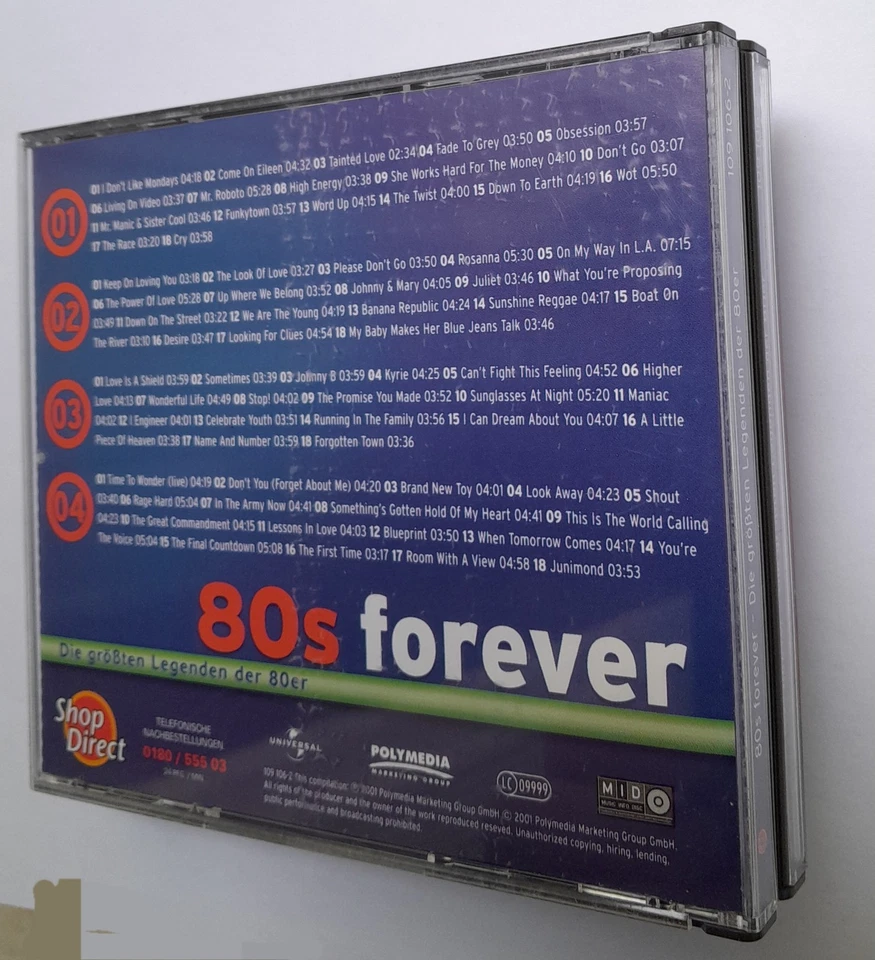 01
01 I Don't Like Mondays 04:18 02 Come On Eileen 04:32 03 Tainted Love 02:34 04 Fade To Grey 03:50 05 Obsession 03:57
06 Living On Video 03:37 07 Mr. Roboto 05:28 08 High Energy 03:38 09 She Works Hard For The Money 04:10 10 Don't Go 03:07
11 Mr. Manic & Sister Cool 03:46 12 Funkytown 03:57 13 Word Up 04:15 14 The Twist 04:00 15 Down To Earth 04:19 16 Wot 05:50
17 The Race 03:20 18 Cry 03:58
02
01 Keep On Loving You 03:18 02 The Look Of Love 03:27 03 Please Don't Go 03:50 04 Rosanna 05:30 05 On My Way In L.A. 07:15
06 The Power Of Love 05:28 07 Up Where We Belong 03:52 08 Johnny & Mary 04:05 09 Juliet 03:46 10 What You're Proposing
03:49 11 Down On The Street 03:22 12 We Are The Young 04:19 13 Banana Republic 04:24 14 Sunshine Reggae 04:17 15 Boat On
The River 03:10 16 Desire 03:47 17 Looking For Clues 04:54 18 My Baby Makes Her Blue Jeans Talk 03:46
03
01 Love Is A Shield 03:59 02 Sometimes 03:39 03 Johnny B 03:59 04 Kyrie 04:25 05 Can't Fight This Feeling 04:52 06 Higher
Love 04:13 07 Wonderful Life 04:49 08 Stop! 04:02 09 The Promise You Made 03:52 10 Sunglasses At Night 05:20 11 Maniac
04:02 12 I Engineer 04:01 13 Celebrate Youth 03:51 14 Running In The Family 03:56 15 I Can Dream About You 04:07 16 A Little
Piece Of Heaven 03:38 17 Name And Number 03:59 18 Forgotten Town 03:36
04
01 Time To Wonder (live) 04:19 02 Don't You (Forget About Me) 04:20 03 Brand New Toy 04:01 04 Look Away 04:23 05 Shout
03:40 06 Rage Hard 05:04 07 In The Army Now 04:41 08 Something's Gotten Hold Of My Heart 04:41 09 This Is The World Calling
04:23 10 The Great Commandment 04:15 11 Lessons In Love 04:03 12 Blueprint 03:50 13 When Tomorrow Comes 04:17 14 You're
The Voice 05:04 15 The Final Countdown 05:08 16 The First Time 03:17 17 Room With A View 04:58 18 Junimond 03:53
80s forever
Die größten Legenden der 80er
Shop
Direct
TELEFONISCHE
NACHBESTELLUNGEN
0180 / 555 03
UNIVERSAL
POLYMEDIA
MARKETING GROUP
LC 09999
MID
MUSIC INFO DISC
109 106-2 This compilation: ℗ 2001 Polymedia Marketing Group GmbH © 2001 Polymedia Marketing Group GmbH.
All rights of the producer and the owner of the work reproduced reseved. Unauthorized copying, hiring, lending,
public performance and broadcasting prohibited.
80s forever - Die größten Legenden der 80er
109 106-2